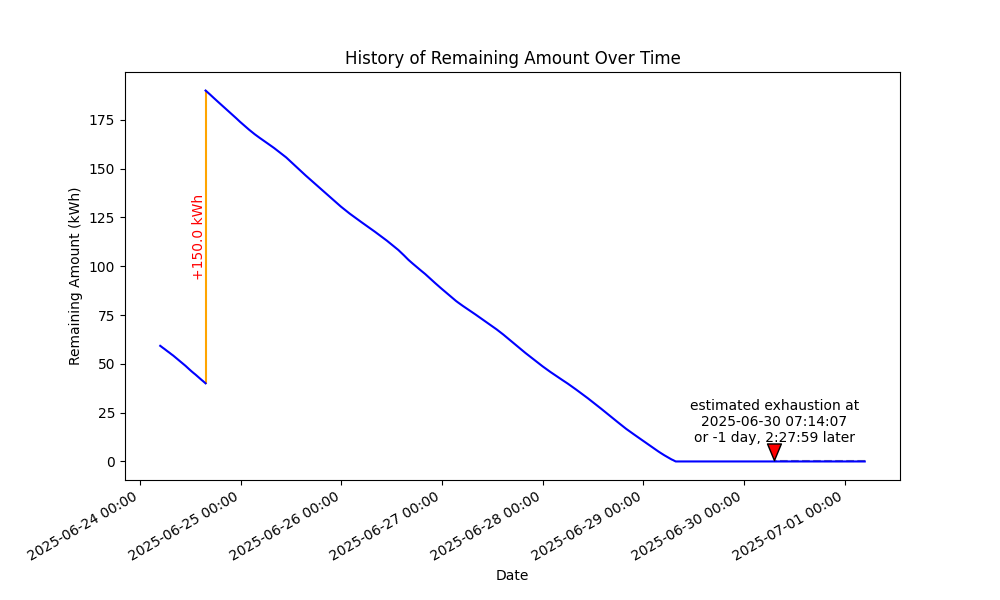 History of Remaining Amount Over Time
Remaining Amount (kWh)
175
150
125
100
75
50
25
0
+150.0 kWh
estimated exhaustion at
2025-06-30 07:14:07
or -1 day, 2:27:59 later
2025-06-24 00:00
2025-06-25 00:00
2025-06-26 00:00
2025-06-27 00:00
2025-06-28 00:00
2025-06-29 00:00
2025-06-30 00:00
2025-07-01 00:00
Date